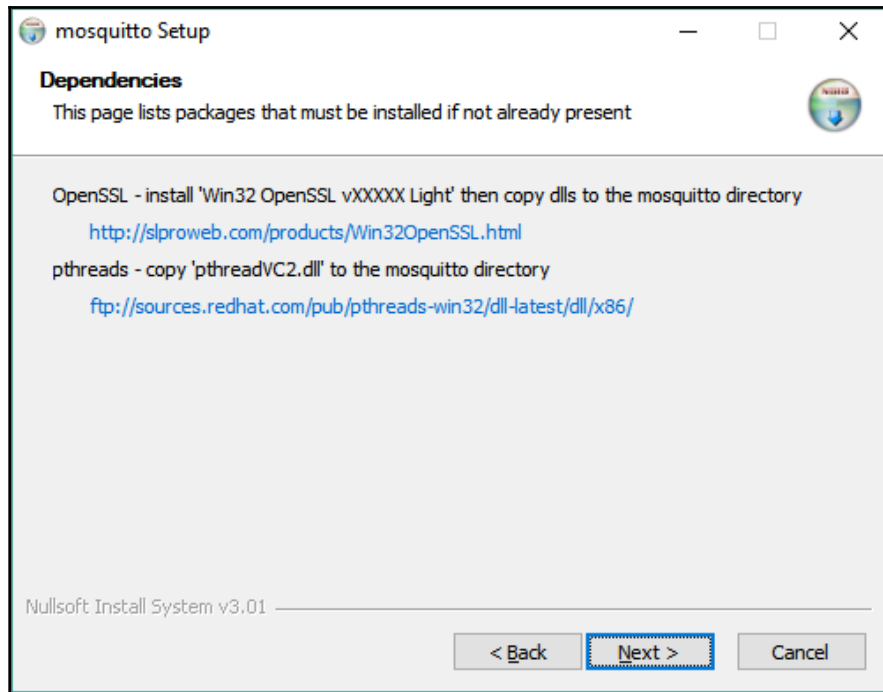 mosquitto Setup
Dependencies
This page lists packages that must be installed if not already present
OpenSSL - install 'Win32 OpenSSL vXXXXX Light' then copy dlls to the mosquitto directory
http://slproweb.com/products/Win32OpenSSL.html
pthreads - copy 'pthreadVC2.dll' to the mosquitto directory
ftp://sources.redhat.com/pub/pthreads-win32/dll-latest/dll/x86/
Nullsoft Install System v3.01
< Back
Next >
Cancel